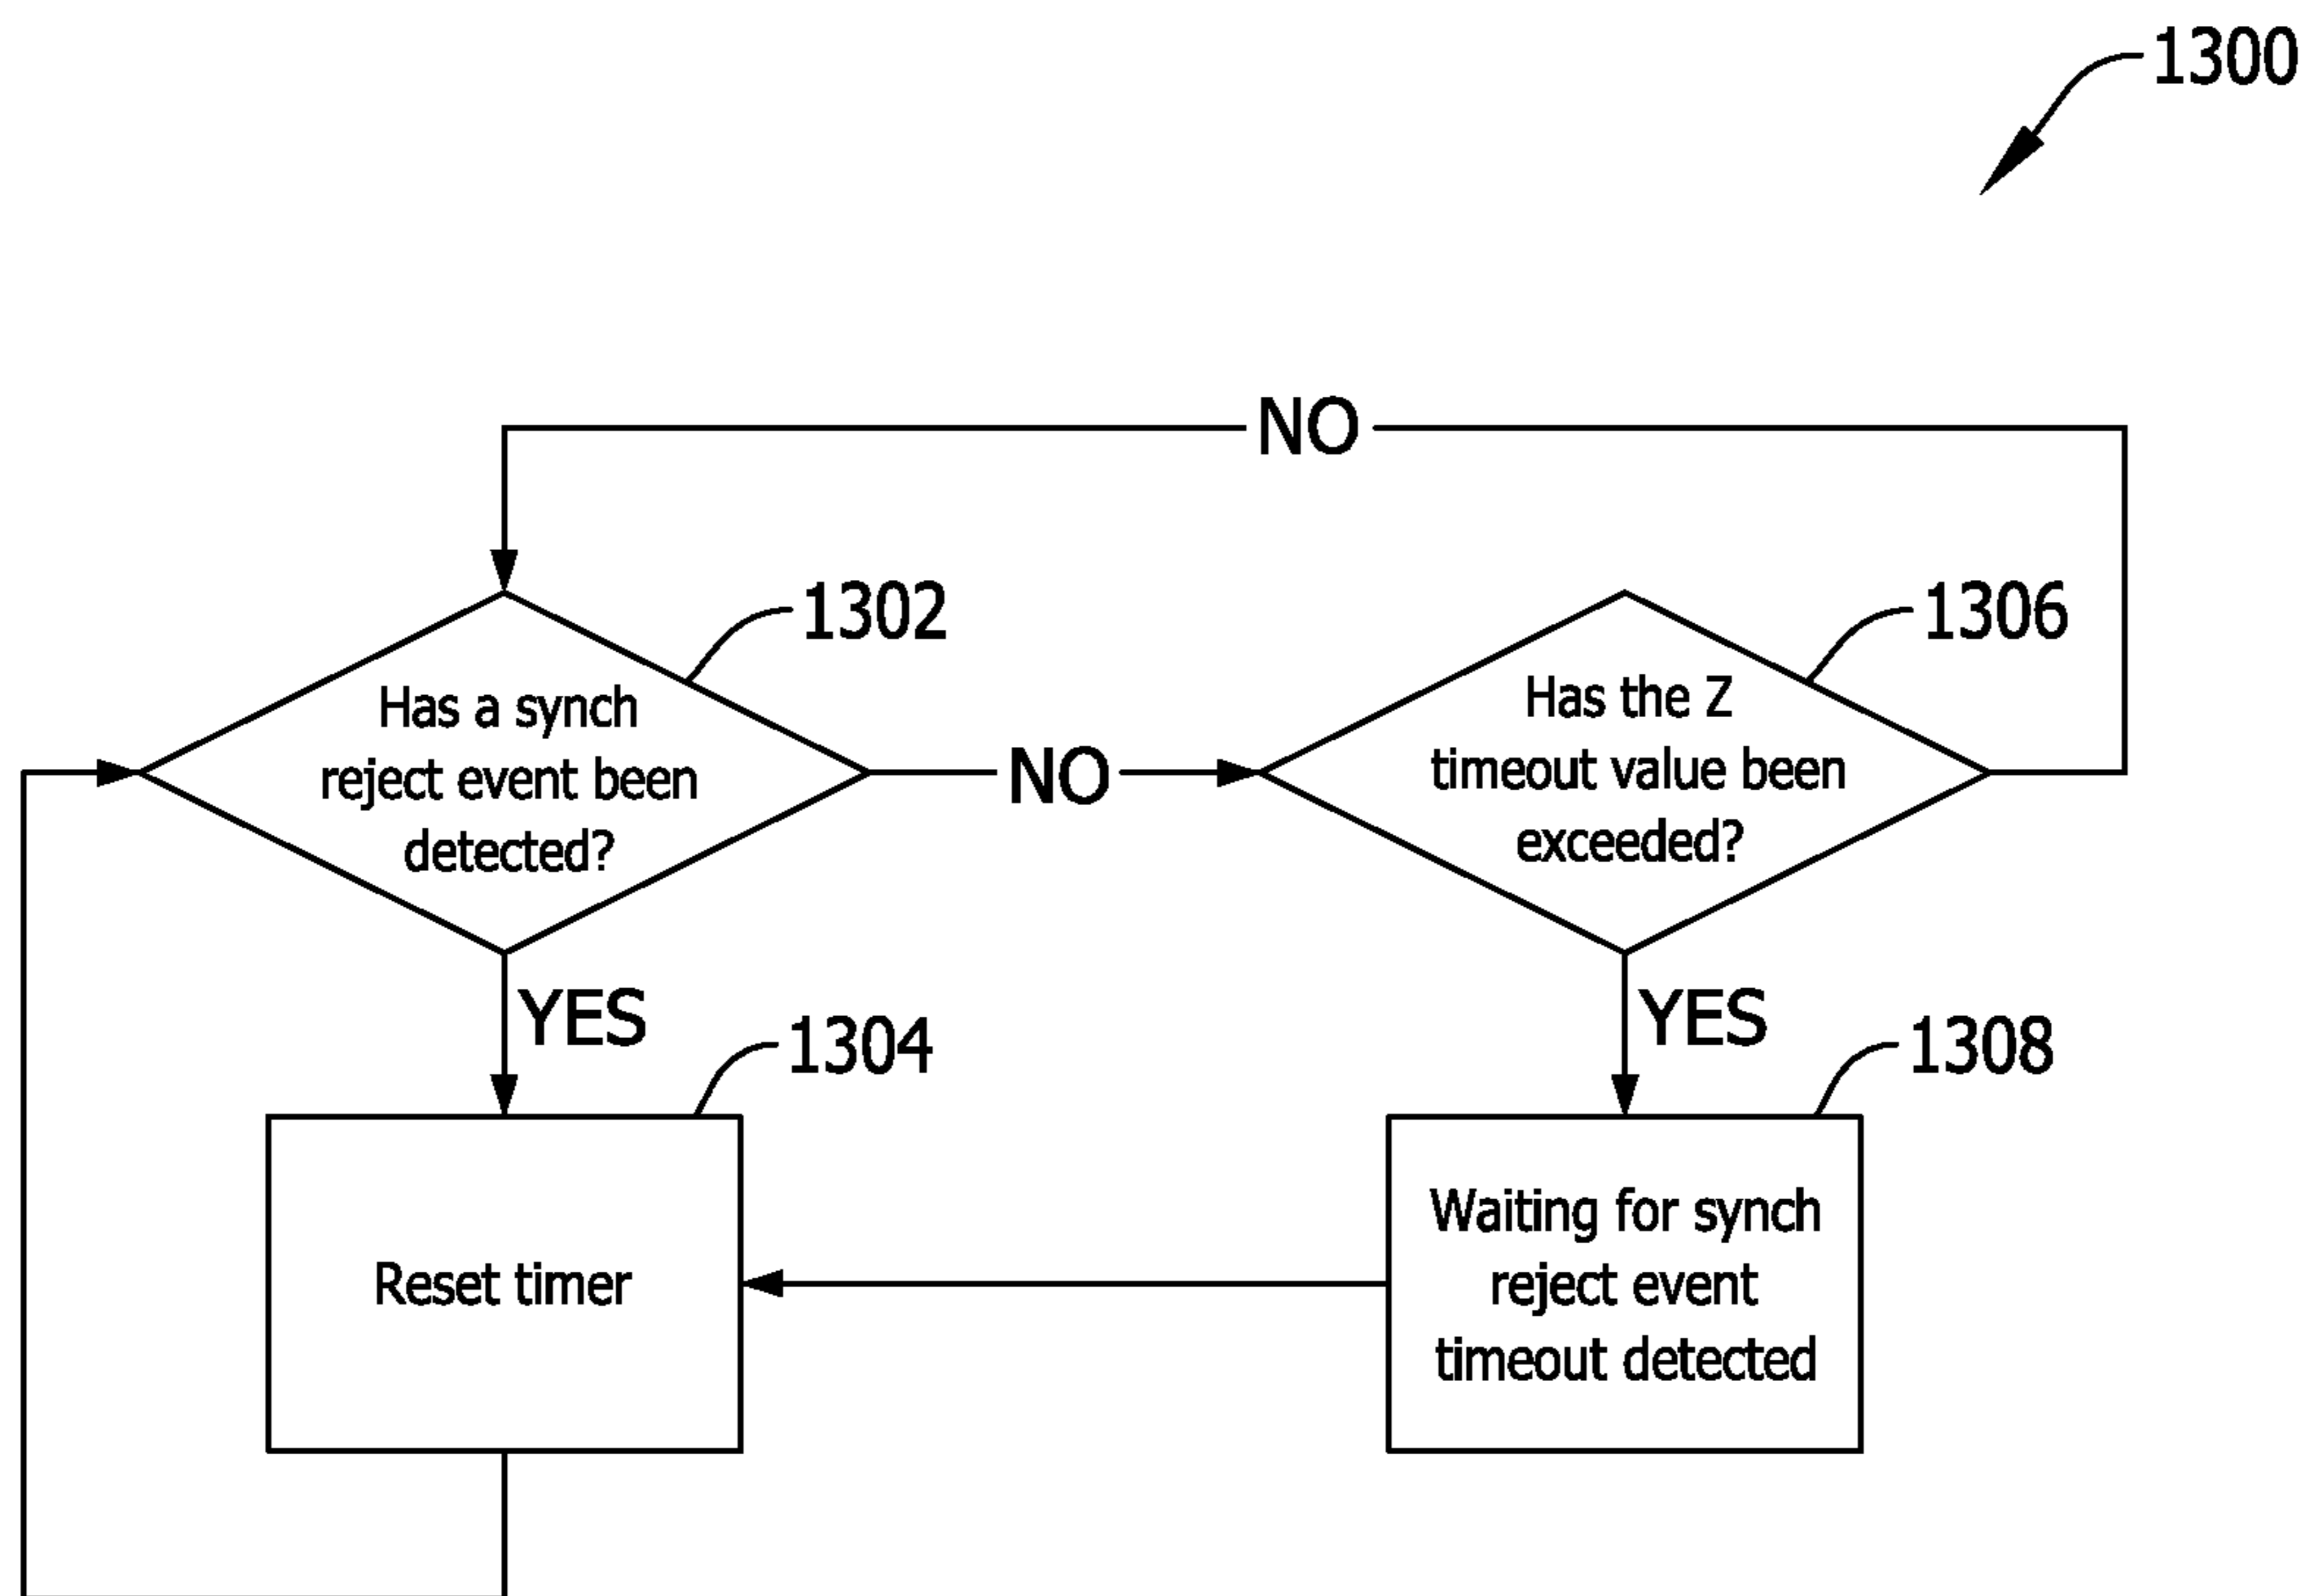 1300
NO
1302
Has a synch
reject event been
detected?
NO
1306
Has the Z
timeout value been
exceeded?
YES
YES
1304
Reset timer
1308
Waiting for synch
reject event
timeout detected